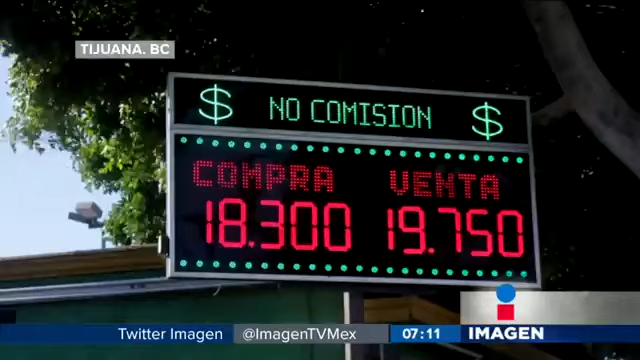 TIJUANA. BC
$ NO COMISION $
COMPRA VENTA
18.300 19.750
Twitter Imagen @ImagenTVMex 07:11 IMAGEN